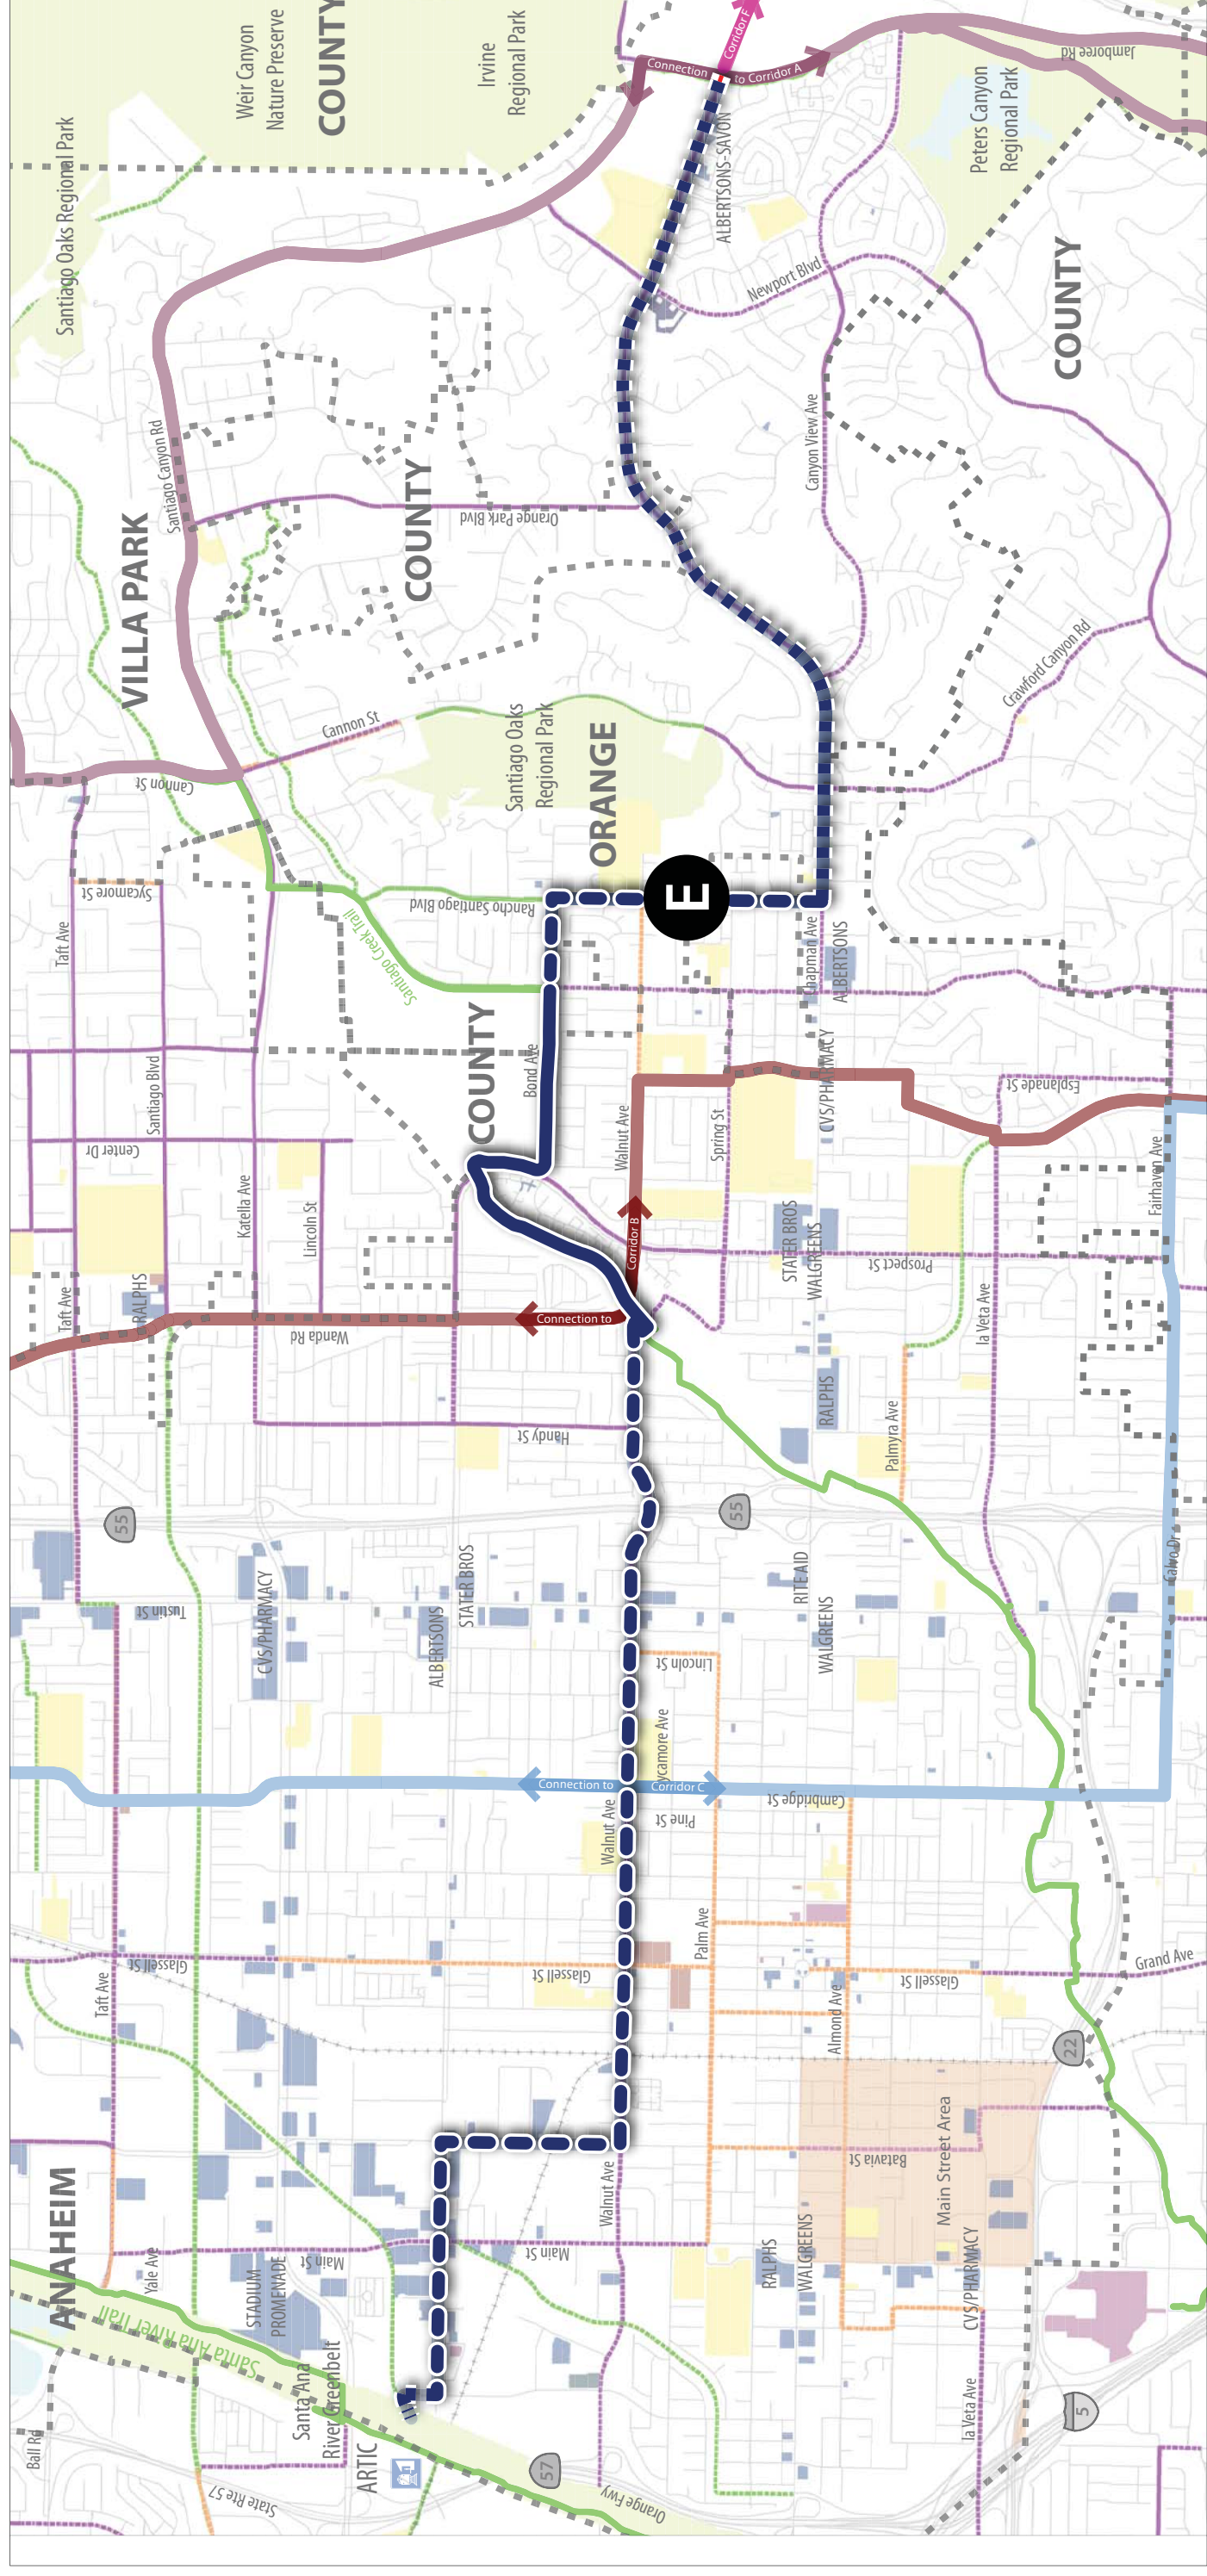 Weir Canyon
Nature Preserve
COUNTY
Irvine
Regional Park
Corridor F
Connection
to Corridor A
Jamboree Rd
Santiago Oaks Regional Park
Peters Canyon
Regional Park
ALBERTSONS-SAVON
Newport Blvd
COUNTY
Santiago Canyon Rd
Canyon View Ave
VILLA PARK
COUNTY
Orange Park Blvd
Crawford Canyon Rd
Cannon St
Cannon St
Santiago Oaks
Regional Park
ORANGE
Sycamore St
Rancho Santiago Blvd
E
Taft Ave
Santiago Creek Trail
Chapman Ave
ALBERTSONS
COUNTY
Bond Ave
Santiago Blvd
Center Dr
Walnut Ave
Spring St
CVS/PHARMACY
Esplanade St
Fairhaven Ave
Katella Ave
Lincoln St
Corridor B
STATER BROS
WALGREENS
Prospect St
Taft Ave
RALPHS
Wanda Rd
Connection to
la Veta Ave
Handy St
RALPHS
Palmyra Ave
55
55
Calvo Dr
Tustin St
CVS/PHARMACY
ALBERTSONS
STATER BROS
RITE AID
WALGREENS
Lincoln St
ycamore Ave
Connection to
Corridor C
Cambridge St
Pine St
Walnut Ave
Palm Ave
Glassell St
Glassell St
Glassell St
Grand Ave
Taft Ave
Almond Ave
22
Main Street Area
Batavia St
Walnut Ave
ANAHEIM
Yale Ave
Main St
Main St
STADIUM
PROMENADE
RALPHS
WALGREENS
CVS/PHARMACY
Santa Ana River Trail
Santa Ana
River Greenbelt
la Veta Ave
5
Ball Rd
ARTIC
57
State Rte 57
Orange Fwy